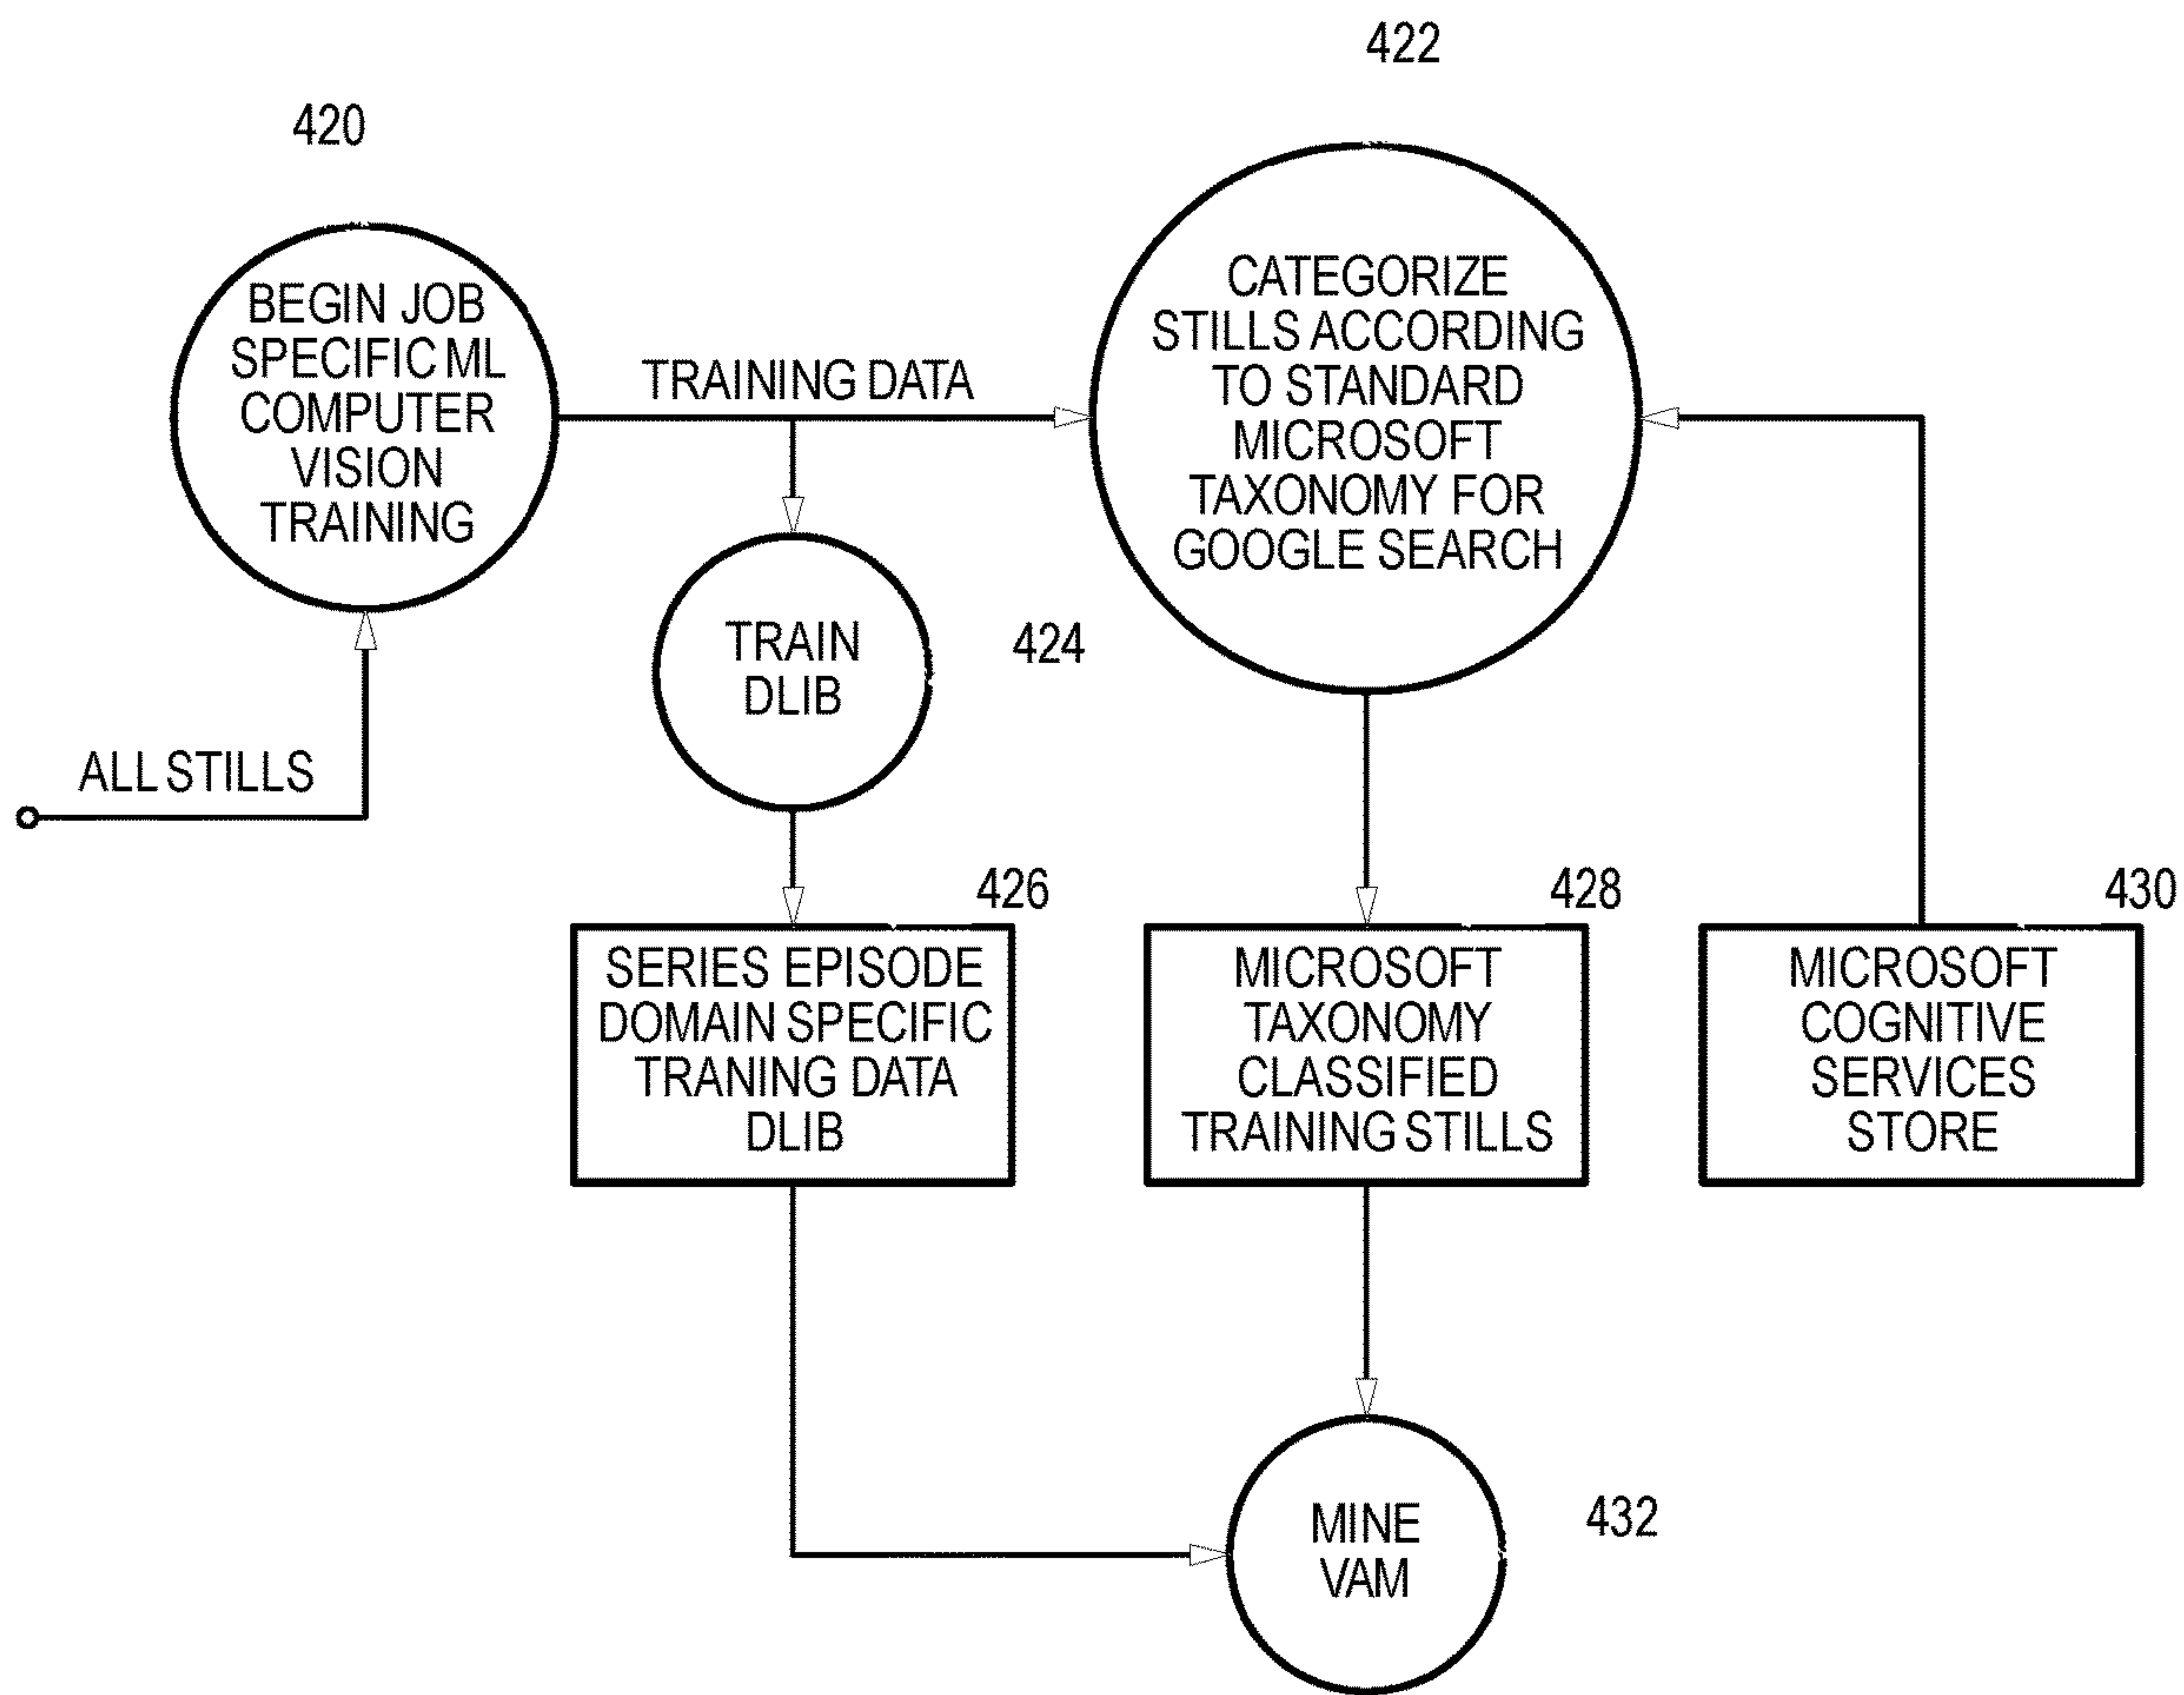 422
420
BEGIN JOB
SPECIFIC ML
COMPUTER
VISION
TRAINING
TRAINING DATA
CATEGORIZE
STILLS ACCORDING
TO STANDARD
MICROSOFT
TAXONOMY FOR
GOOGLE SEARCH
TRAIN
DLIB
424
ALL STILLS
426
SERIES EPISODE
DOMAIN SPECIFIC
TRANING DATA
DLIB
428
MICROSOFT
TAXONOMY
CLASSIFIED
TRAINING STILLS
430
MICROSOFT
COGNITIVE
SERVICES
STORE
MINE
VAM
432